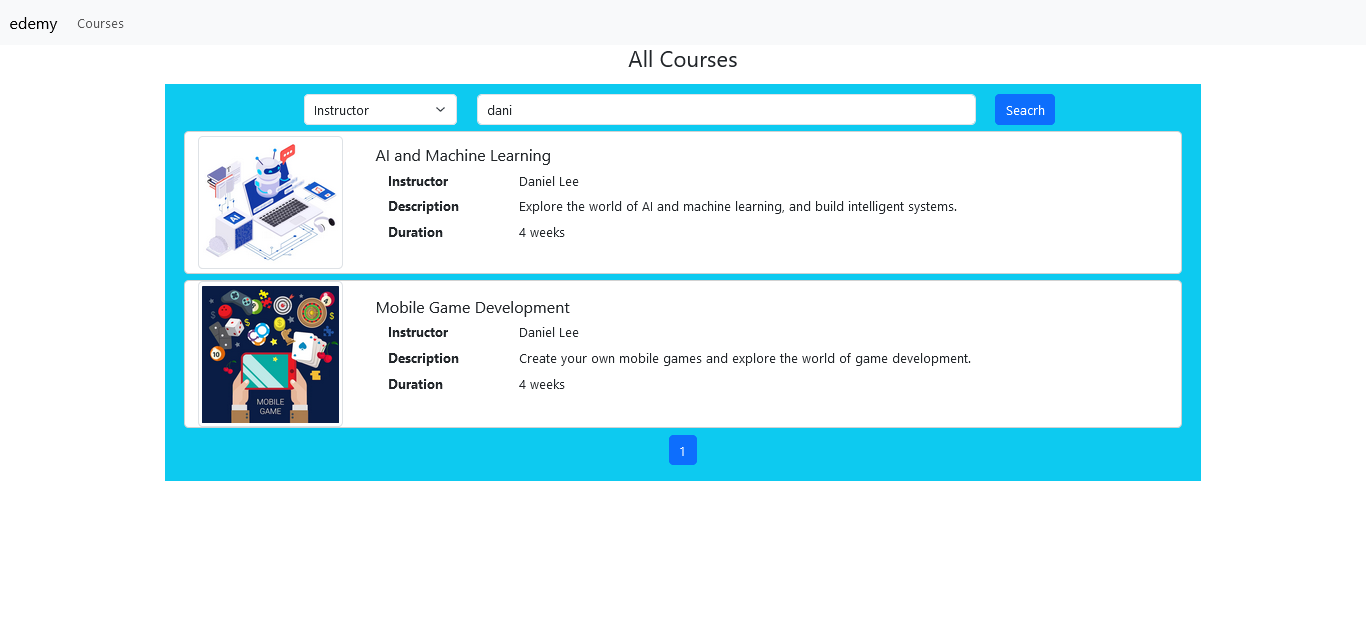 edemy Courses
All Courses
Instructor dani Seacrh
AI and Machine Learning
Instructor Daniel Lee
Description Explore the world of AI and machine learning, and build intelligent systems.
Duration 4 weeks
AI
Mobile Game Development
Instructor Daniel Lee
Description Create your own mobile games and explore the world of game development.
Duration 4 weeks
10
MOBILE
GAME
1